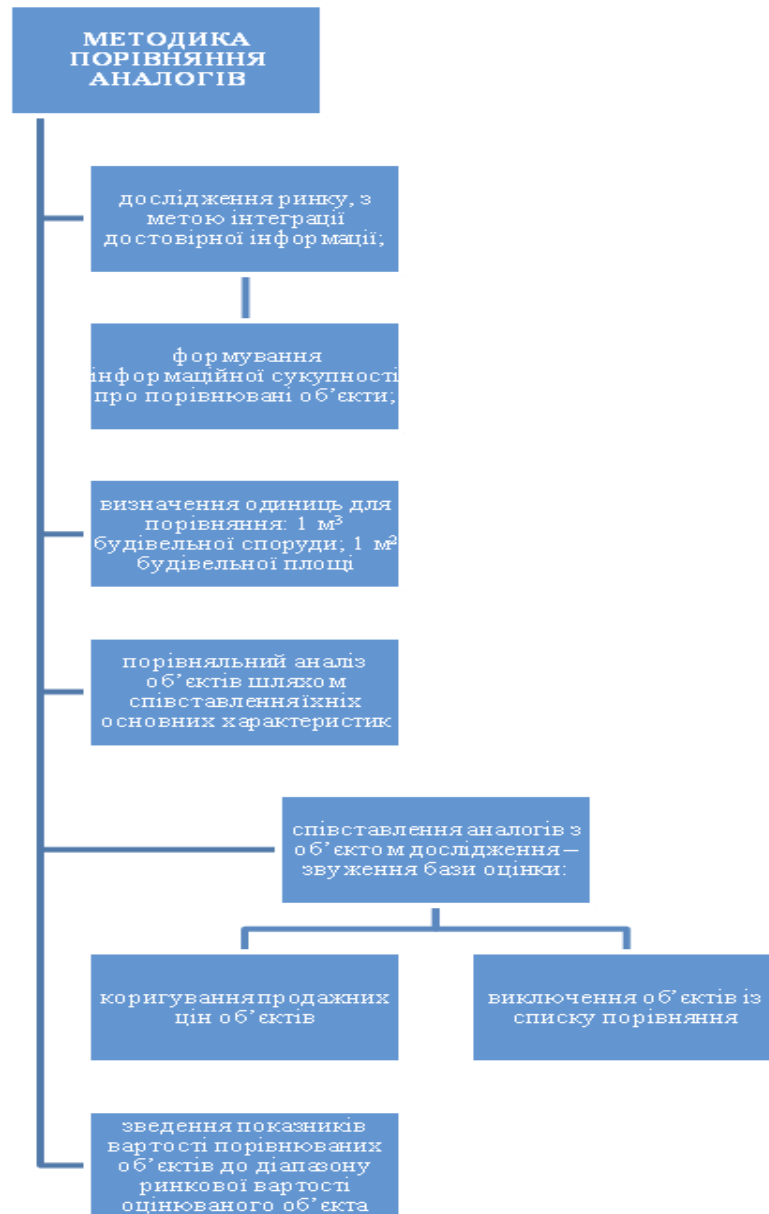 МЕТОДИКА
ПОРІВНЯННЯ
АНАЛОГІВ
дослідження ринку, з
метою інтеграції
достовірної інформації;
формування
інформаційної сукупності
про порівнювані об’єкти;
визначення одиниць для
порівняння: 1 м³
будівельної споруди; 1 м²
будівельної площі
порівняльний аналіз
об’єктів шляхом
співставлення їхніх
основних характеристик
співставлення аналогів з
об’єктом дослідження –
звуження бази оцінки:
коригування продажних
цін об’єктів
виключення об’єктів із
списку порівняння
зведення показників
вартості порівнюваних
об’єктів до діапазону
ринкової вартості
оцінюваного об’єкта